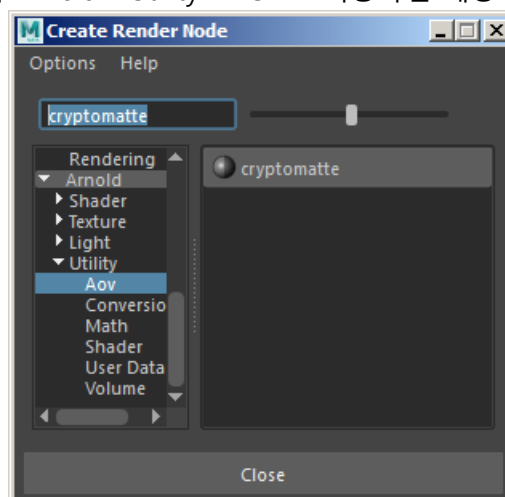 Create Render Node
Options Help
cryptomatte
Rendering
Arnold
Shader
Texture
Light
Utility
Aov
Conversio
Math
Shader
User Data
Volume
cryptomatte
Close